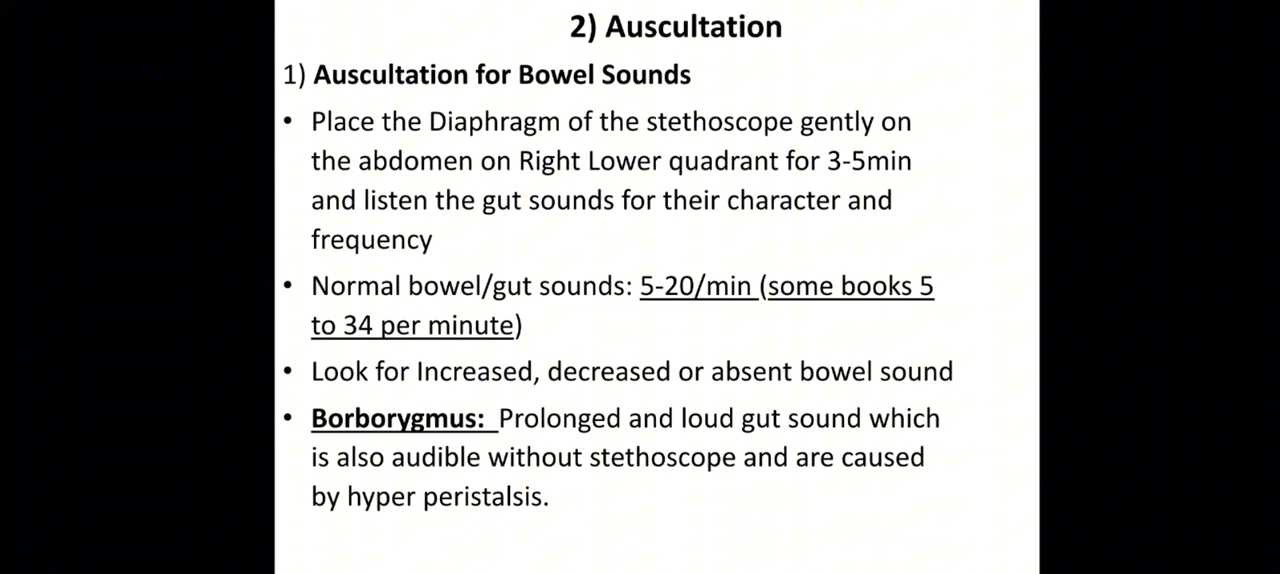 2) Auscultation
1) Auscultation for Bowel Sounds
• Place the Diaphragm of the stethoscope gently on
the abdomen on Right Lower quadrant for 3-5min
and listen the gut sounds for their character and
frequency
• Normal bowel/gut sounds: 5-20/min (some books 5
to 34 per minute)
• Look for Increased, decreased or absent bowel sound
• Borborygmus: Prolonged and loud gut sound which
is also audible without stethoscope and are caused
by hyper peristalsis.